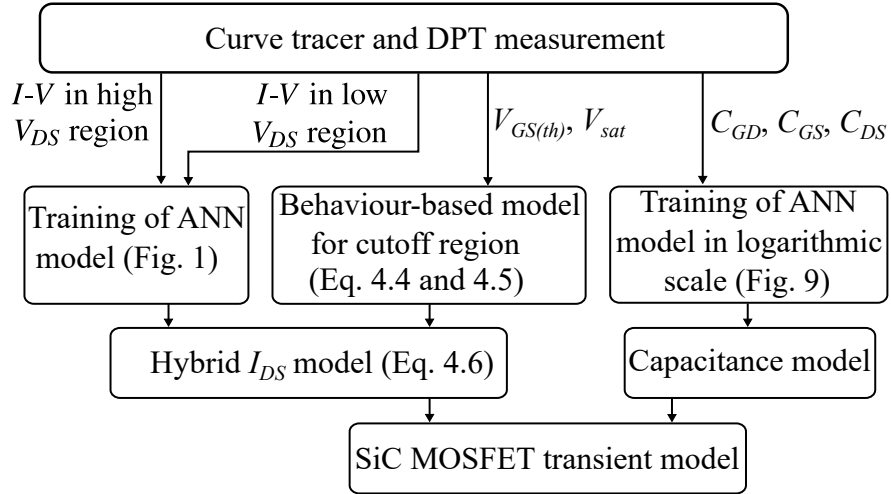 Curve tracer and DPT measurement
I-V in high
V_DS region
I-V in low
V_DS region
V_GS(th), V_sat
C_GD, C_GS, C_DS
Training of ANN
model (Fig. 1)
Behaviour-based model
for cutoff region
(Eq. 4.4 and 4.5)
Training of ANN
model in logarithmic
scale (Fig. 9)
Hybrid I_DS model (Eq. 4.6)
Capacitance model
SiC MOSFET transient model